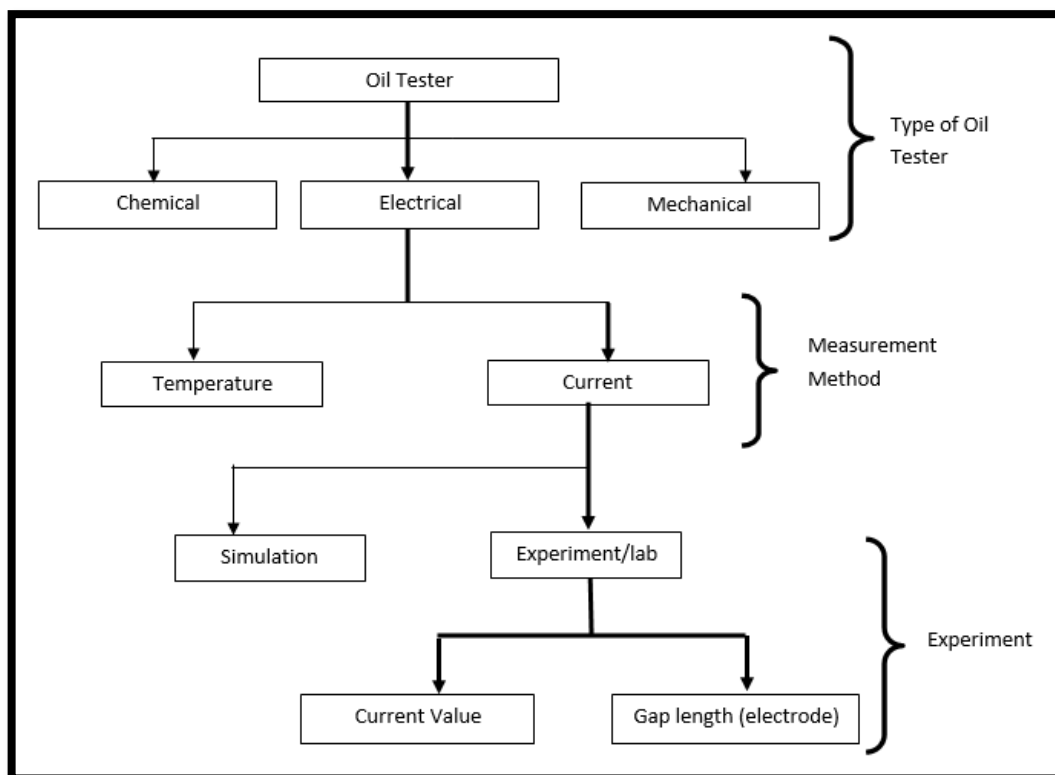 Oil Tester
Type of Oil
Tester
Chemical
Electrical
Mechanical
Measurement
Method
Temperature
Current
Simulation
Experiment/lab
Experiment
Current Value
Gap length (electrode)